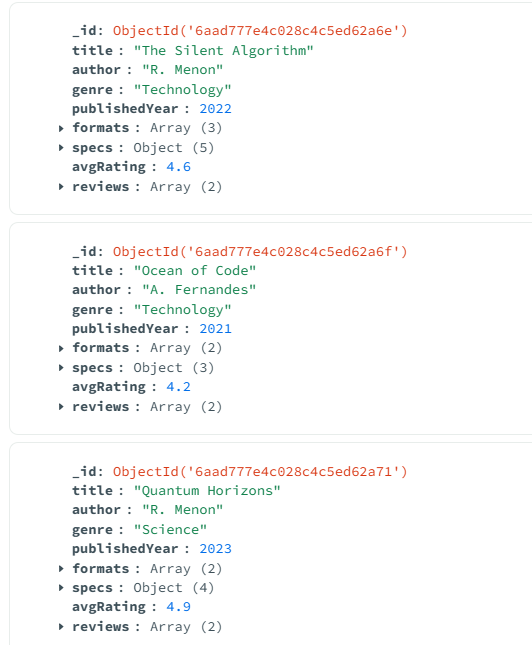 _id: ObjectId('6aad777e4c028c4c5ed62a6e')
title : "The Silent Algorithm"
author : "R. Menon"
genre : "Technology"
publishedYear : 2022
formats : Array (3)
specs : Object (5)
avgRating : 4.6
reviews : Array (2)
_id: ObjectId('6aad777e4c028c4c5ed62a6f')
title : "Ocean of Code"
author : "A. Fernandes"
genre : "Technology"
publishedYear : 2021
formats : Array (2)
specs : Object (3)
avgRating : 4.2
reviews : Array (2)
_id: ObjectId('6aad777e4c028c4c5ed62a71')
title : "Quantum Horizons"
author : "R. Menon"
genre : "Science"
publishedYear : 2023
formats : Array (2)
specs : Object (4)
avgRating : 4.9
reviews : Array (2)